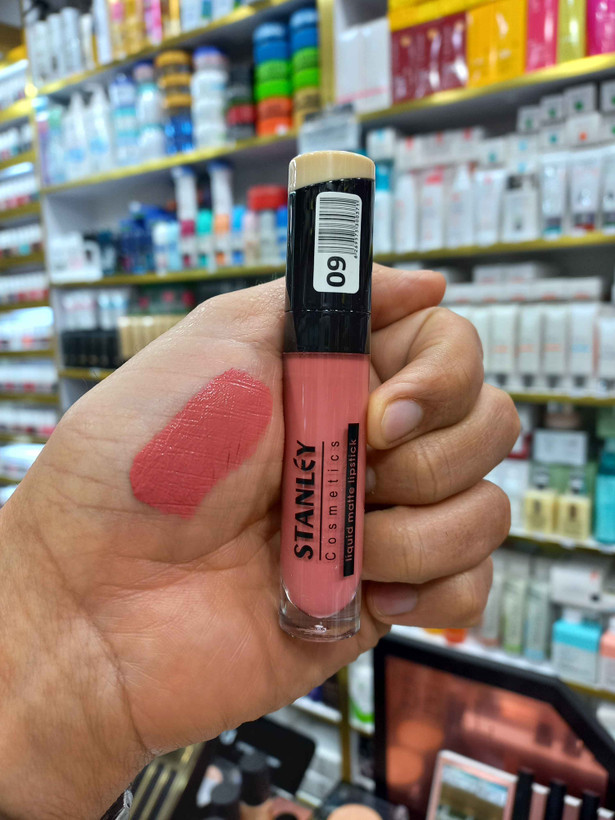 09
STANLEY
Cosmetics
liquid matte lipstick